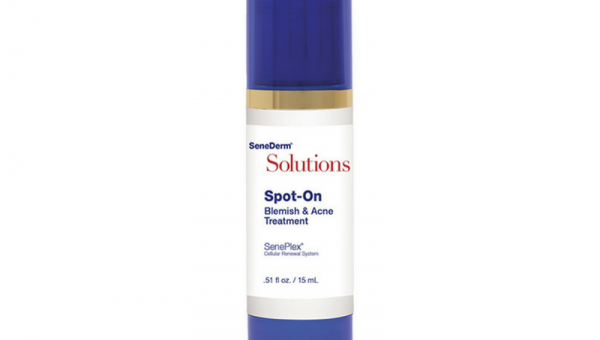 SeneDerm®
Solutions
Spot-On
Blemish & Acne
Treatment
SenePlex®
Cellular Renewal System
.51 fl oz. / 15 mL